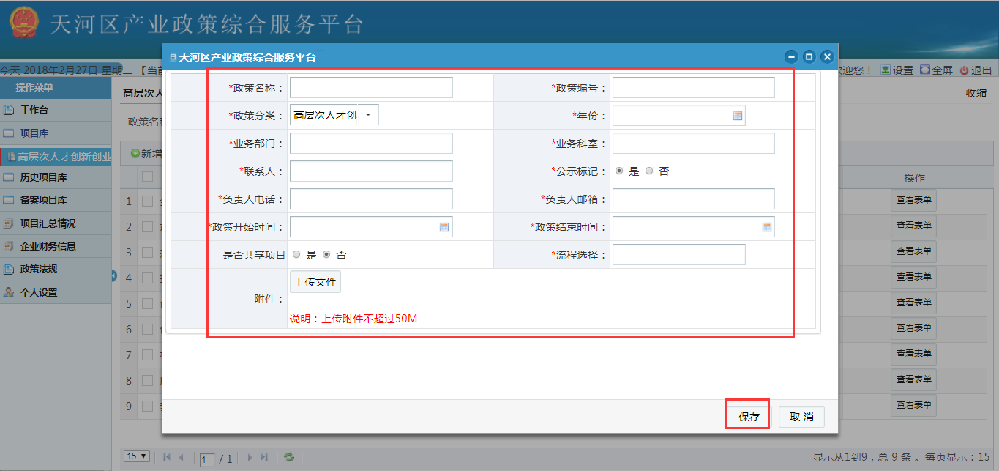 天河区产业政策综合服务平台
今天 2018年2月27日 星期二 【当前
欢迎您！ 设置 全屏 退出
操作菜单
工作台
项目库
高层次人才创新创业
历史项目库
备案项目库
项目汇总情况
企业财务信息
政策法规
个人设置
高层次人
收缩
政策名称
新增
操作
1 查看表单
2 查看表单
3 查看表单
4 查看表单
5 查看表单
6 查看表单
7 查看表单
8 查看表单
9 查看表单
天河区产业政策综合服务平台
*政策名称： *政策编号：
*政策分类： 高层次人才创 *年份：
*业务部门： *业务科室：
*联系人： *公示标记： 是 否
*负责人电话： *负责人邮箱：
*政策开始时间： *政策结束时间：
是否共享项目 是 否 *流程选择：
附件： 上传文件
说明：上传附件不超过50M
保存 取 消
15 1 / 1 显示从1到9，总 9 条 。每页显示：15